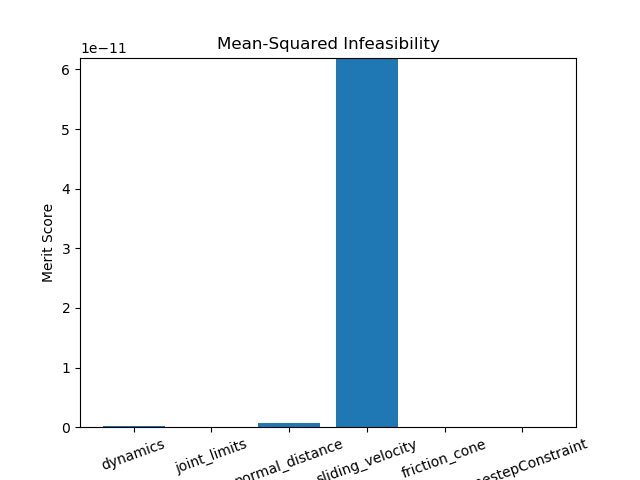 Mean-Squared Infeasibility
1e−11
6
5
4
3
2
1
0
Merit Score
dynamics
joint_limits
normal_distance
sliding_velocity
friction_cone
estepConstraint